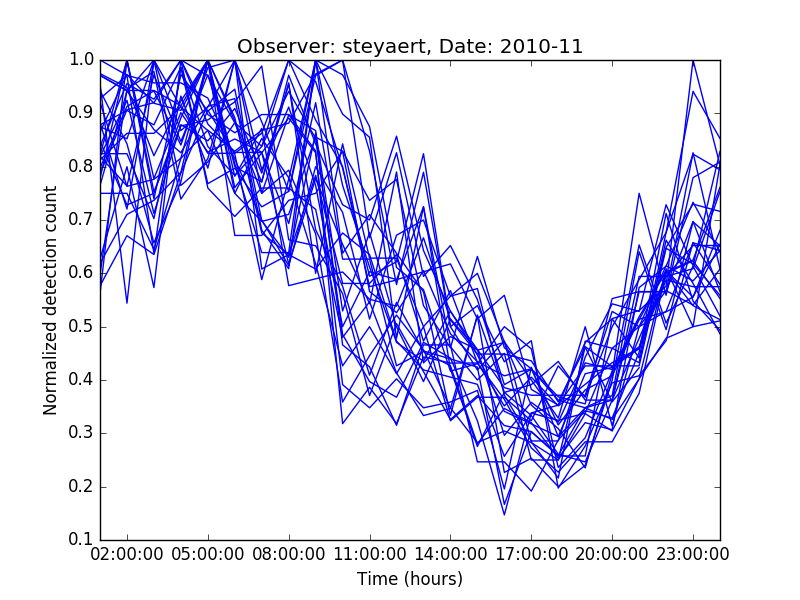 Observer: steyaert, Date: 2010-11
Normalized detection count
1.0
0.9
0.8
0.7
0.6
0.5
0.4
0.3
0.2
0.1
02:00:00 05:00:00 08:00:00 11:00:00 14:00:00 17:00:00 20:00:00 23:00:00
Time (hours)